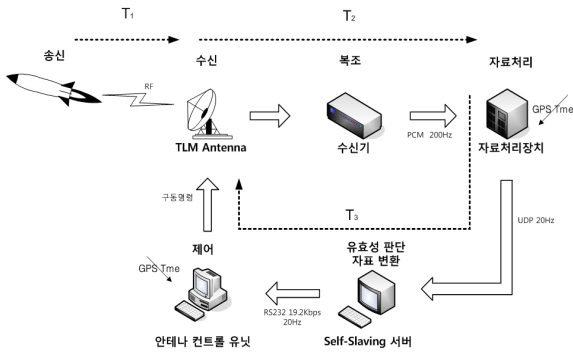 T1
T2
송신
수신
복조
자료처리
RF
GPS Tme
TLM Antenna
수신기
PCM 200Hz
자료처리장치
구동명령
T3
UDP 20Hz
제어
유효성 판단
자표 변환
GPS Tme
RS232 19.2Kbps
20Hz
안테나 컨트롤 유닛
Self-Slaving 서버